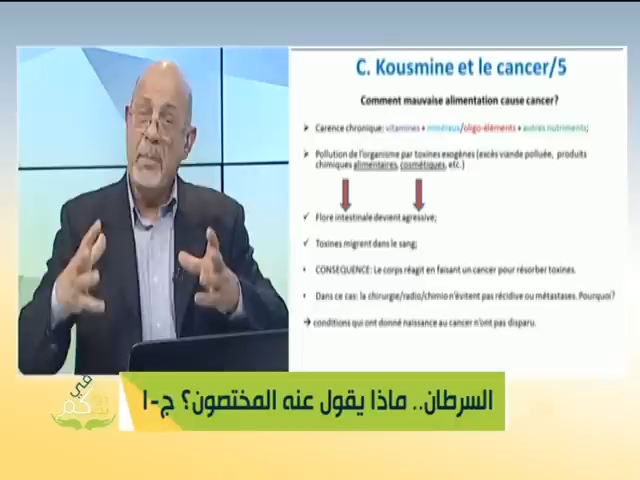 C. Kousmine et le cancer/5
Comment mauvaise alimentation cause cancer?
➢ Carence chronique: vitamines + minéraux/oligo-éléments + autres nutriments;
➢ Pollution de l'organisme par toxines exogènes (excès viande polluée, produits
chimiques alimentaires, cosmétiques, etc.)
✓ Flore intestinale devient agressive;
✓ Toxines migrent dans le sang;
• CONSEQUENCE: Le corps réagit en faisant un cancer pour résorber toxines.
• Dans ce cas: la chirurgie/radio/chimio n'évitent pas récidive ou métastases. Pourquoi?
→ conditions qui ont donné naissance au cancer n'ont pas disparu.
السرطان.. ماذا يقول عنه المختصون؟ ج-1
في